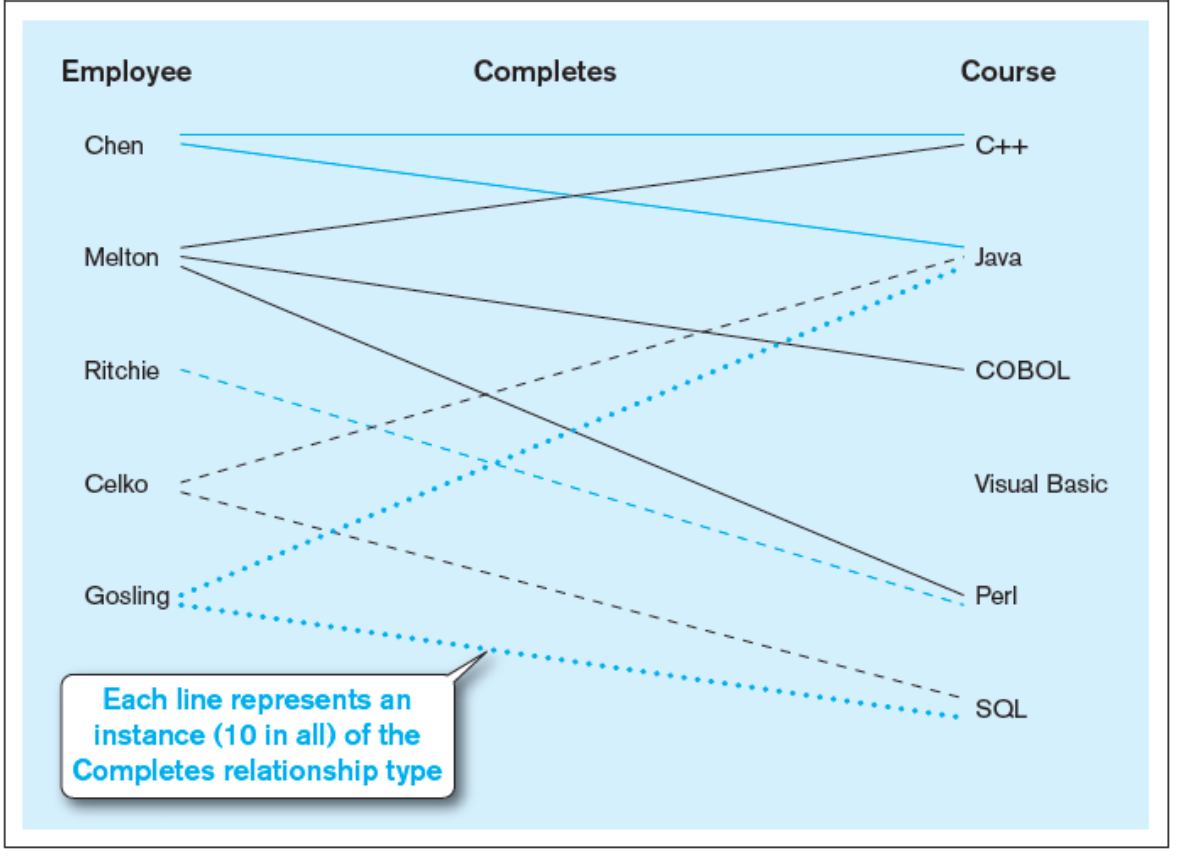 Employee Completes Course
Chen C++
Melton Java
Ritchie COBOL
Celko Visual Basic
Gosling Perl
SQL
Each line represents an
instance (10 in all) of the
Completes relationship type